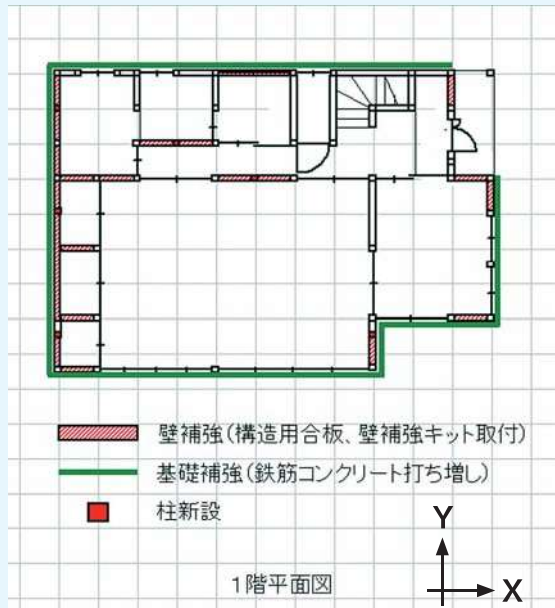 壁補強(構造用合板、壁補強キット取付)
基礎補強(鉄筋コンクリート打ち増し)
柱新設
1階平面図
Y
X